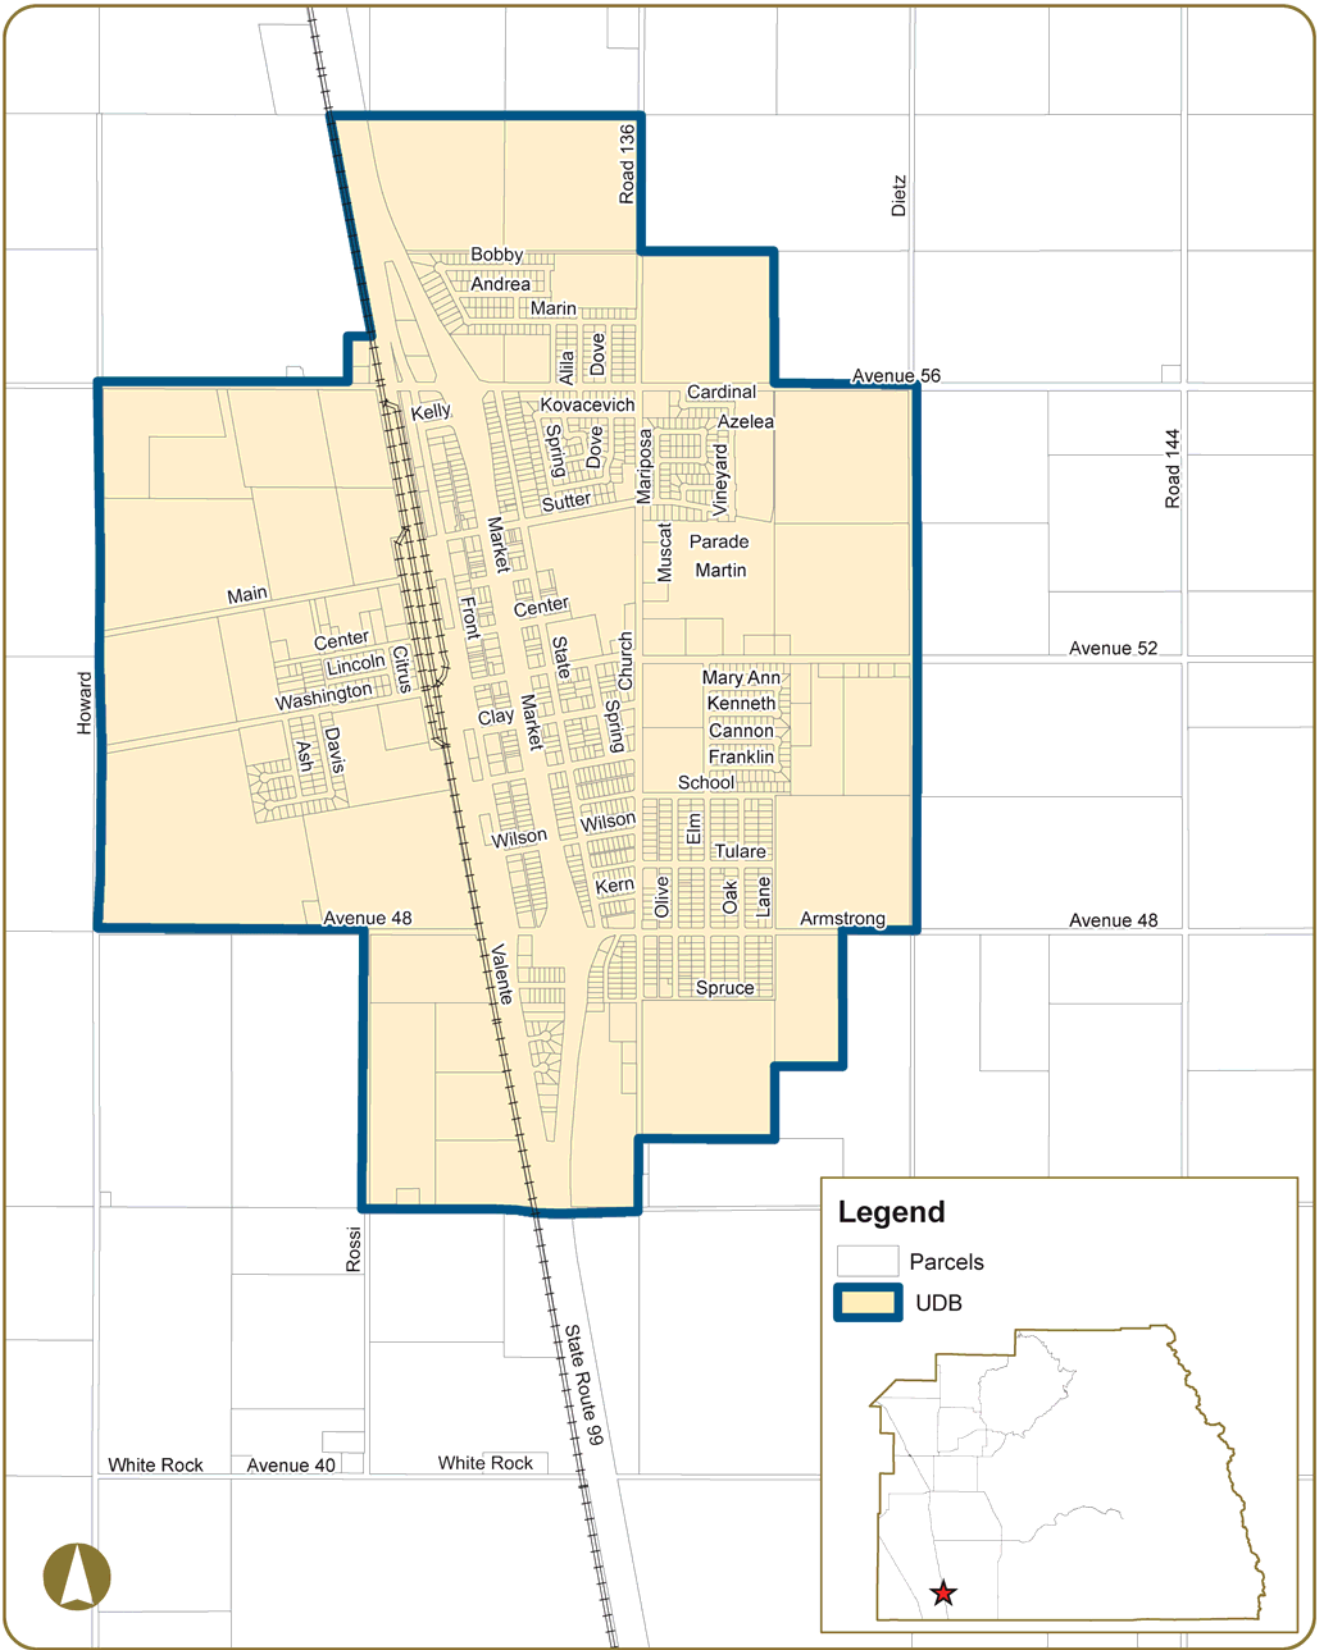 Road 136
Dietz
Bobby
Andrea
Marin
Alila
Dove
Avenue 56
Cardinal
Kovacevich
Kelly
Azelea
Spring
Dove
Mariposa
Vineyard
Road 144
Sutter
Market
Muscat
Parade
Martin
Main
Front
Center
Center
State
Church
Lincoln
Citrus
Avenue 52
Howard
Washington
Mary Ann
Kenneth
Clay
Market
Spring
Cannon
Ash
Davis
Franklin
School
Wilson
Wilson
Elm
Tulare
Kern
Olive
Oak
Lane
Avenue 48
Armstrong
Avenue 48
Valente
Spruce
Rossi
State Route 99
White Rock
Avenue 40
White Rock
Legend
Parcels
UDB